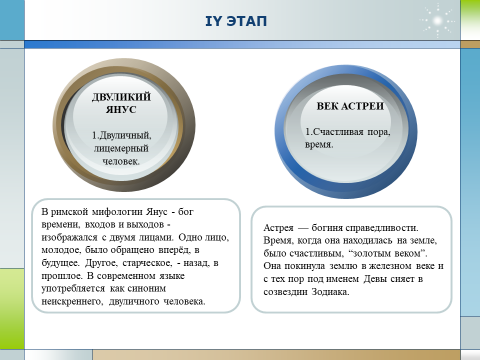 IY ЭТАП
ДВУЛИКИЙ
ЯНУС
1.Двуличный,
лицемерный
человек.
ВЕК АСТРЕИ
1.Счастливая пора,
время.
В римской мифологии Янус - бог
времени, входов и выходов -
изображался с двумя лицами. Одно лицо,
молодое, было обращено вперёд, в
будущее. Другое, старческое, - назад, в
прошлое. В современном языке
употребляется как синоним
неискреннего, двуличного человека.
Астрея — богиня справедливости.
Время, когда она находилась на земле,
было счастливым, “золотым веком”.
Она покинула землю в железном веке и
с тех пор под именем Девы сияет в
созвездии Зодиака.